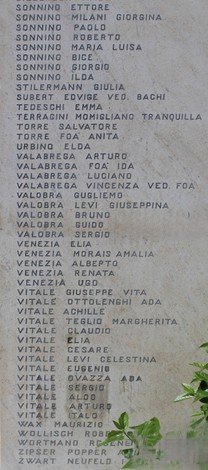 SONNINO ETTORE
SONNINO MILANI GIORGINA
SONNINO PAOLO
SONNINO ROBERTO
SONNINO MARIA LUISA
SONNINO BICE
SONNINO GIORGIO
SONNINO ILDA
STILERMANN GIULIA
SUBERT EDVIGE VED. BACHI
TEDESCHI EMMA
TERRACINI MOMIGLIANO TRANQUILLA
TORRE SALVATORE
TORRE FOÀ ANITA
URBINO ELDA
VALABREGA ARTURO
VALABREGA FOÀ IDA
VALABREGA LUCIANO
VALABREGA VINCENZA VED. FOÀ
VALOBRA GUGLIEMO
VALOBRA LEVI GIUSEPPINA
VALOBRA BRUNO
VALOBRA GUIDO
VALOBRA SERGIO
VENEZIA ELIA
VENEZIA MORAIS AMALIA
VENEZIA ALBERTO
VENEZIA RENATA
VENEZIA UGO
VITALE GIUSEPPE VITA
VITALE OTTOLENGHI ADA
VITALE ACHILLE
VITALE TEGLIO MARGHERITA
VITALE CLAUDIO
VITALE ELIA
VITALE CESARE
VITALE LEVI CELESTINA
VITALE EUGENIO
VITALE OVAZZA ADA
VITALE SERGIO
VITALE ALDO
VITALE ARTURO
VITALE ITALO
WAX MAURIZIO
WOLLISCH
WORTMANO
ZIPSER POPPER
ZWART NEUFELD